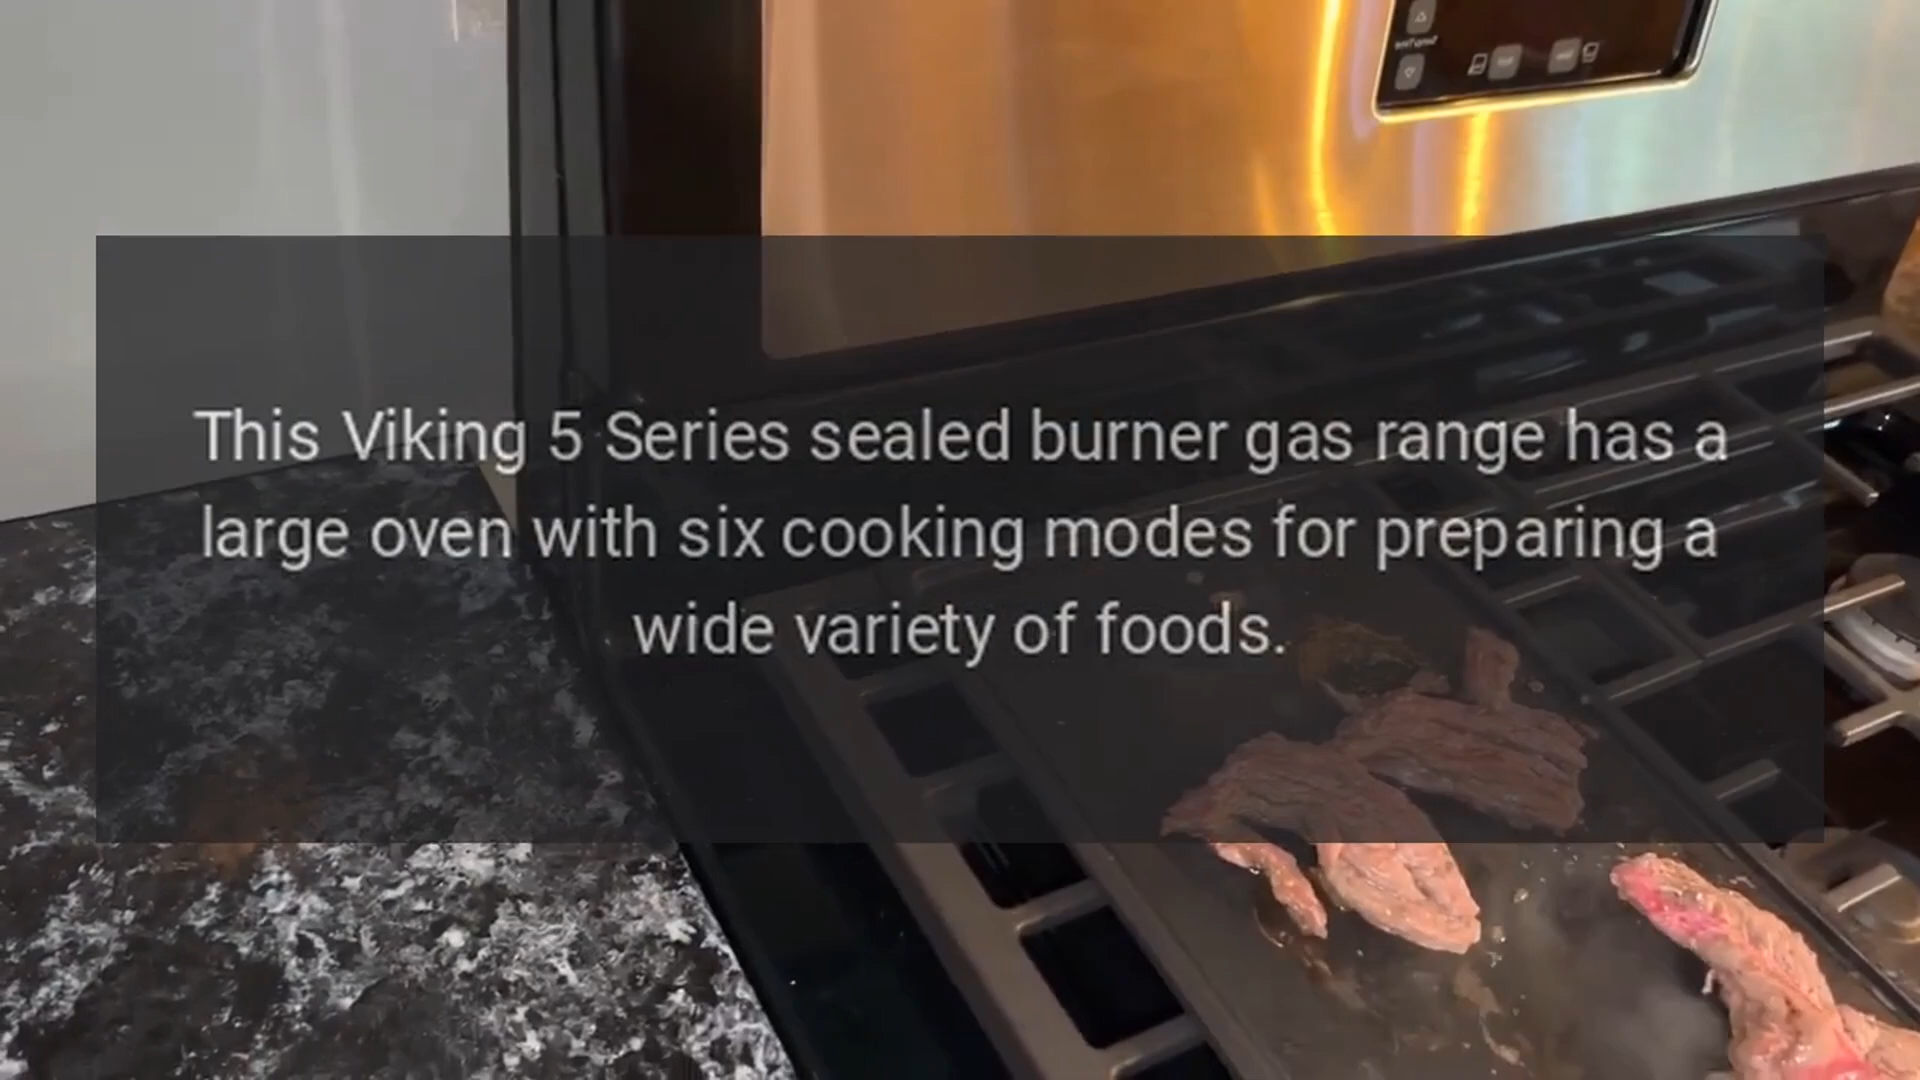 This Viking 5 Series sealed burner gas range has a
large oven with six cooking modes for preparing a
wide variety of foods.